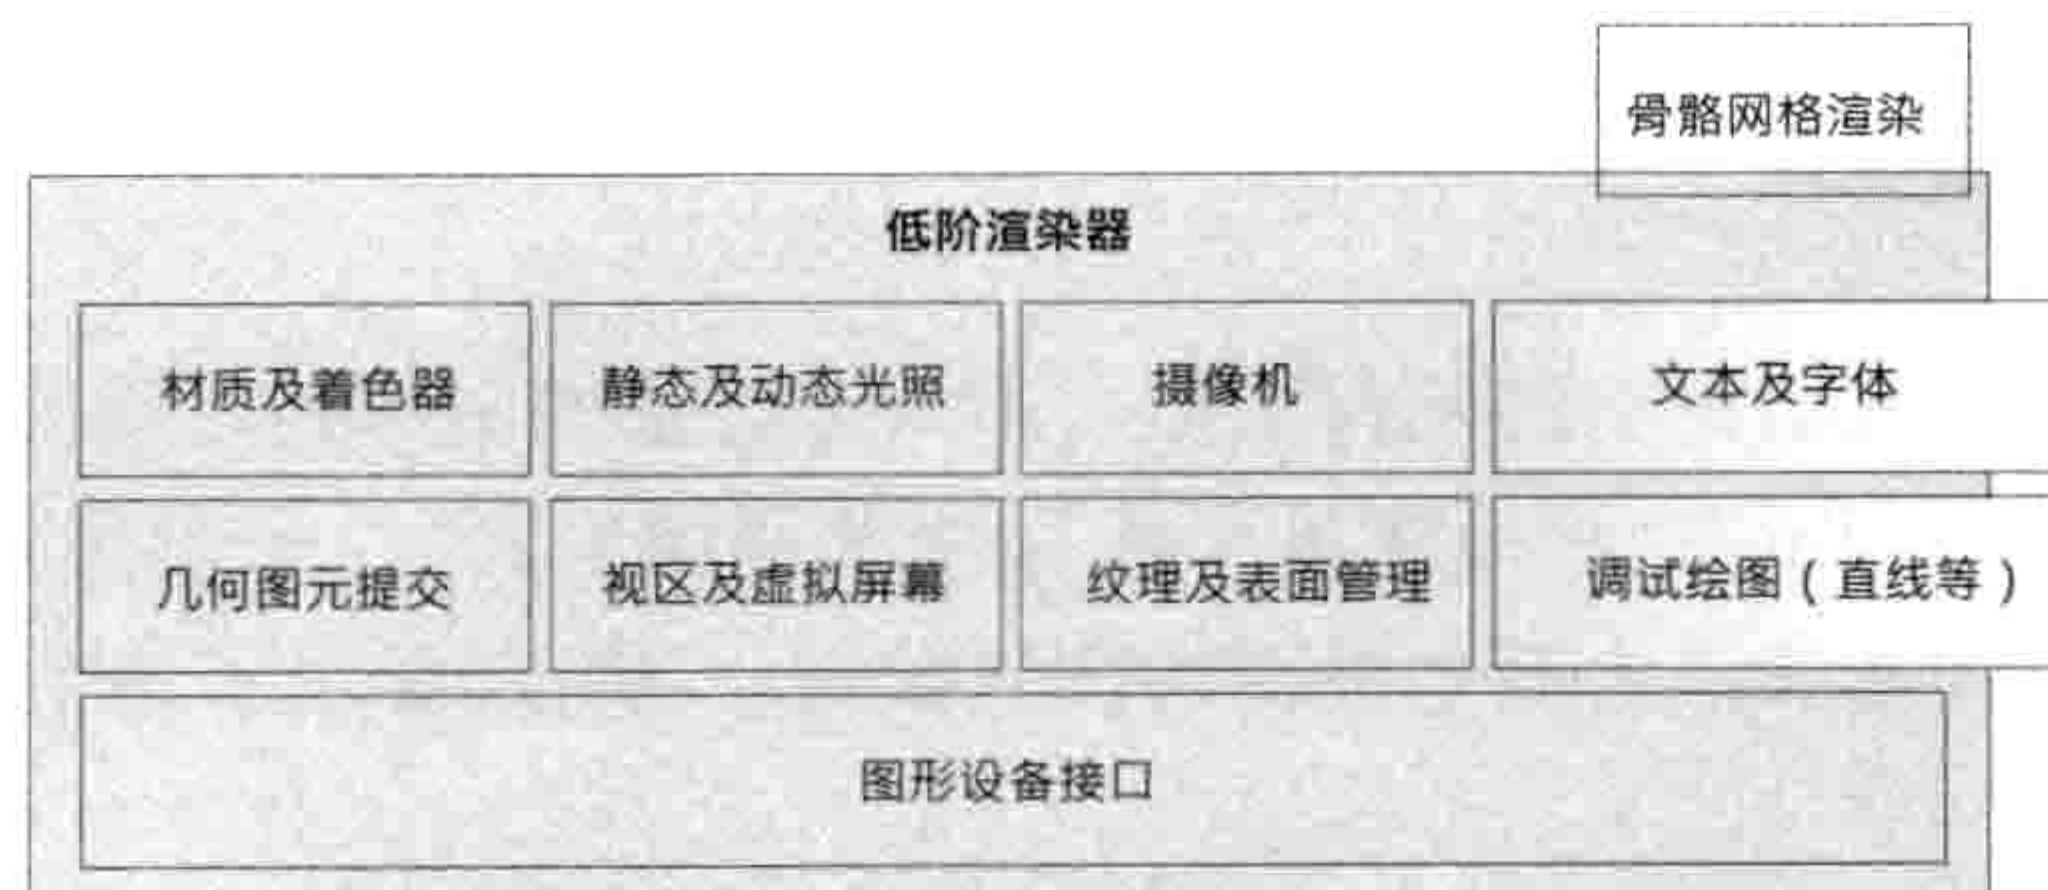 骨骼网格渲染
低阶渲染器
材质及着色器
静态及动态光照
摄像机
文本及字体
几何图元提交
视区及虚拟屏幕
纹理及表面管理
调试绘图（直线等）
图形设备接口